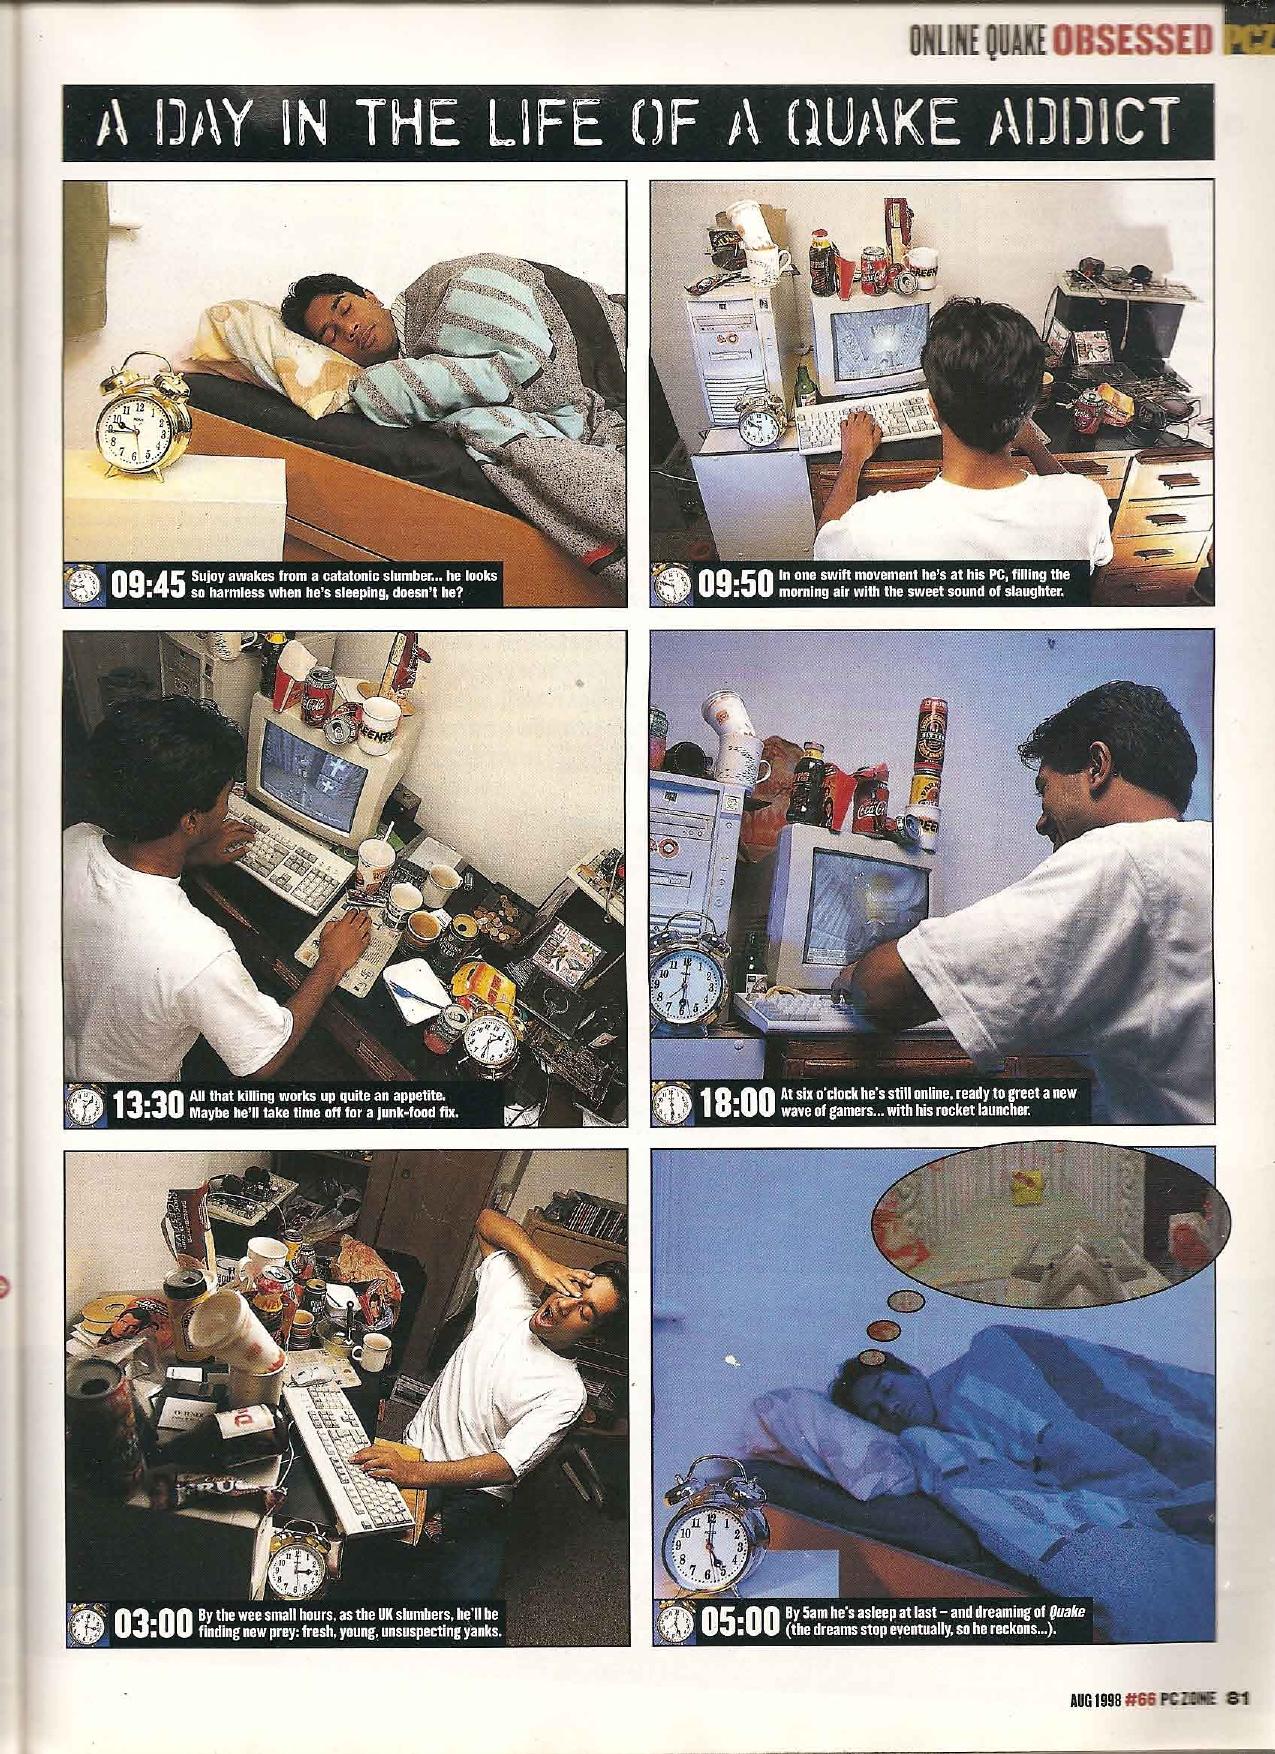 ONLINE QUAKE OBSESSED PCZ
A DAY IN THE LIFE OF A QUAKE ADDICT
09:45 Sujoy awakes from a catatonic slumber... he looks
so harmless when he's sleeping, doesn't he?
09:50 In one swift movement he's at his PC, filling the
morning air with the sweet sound of slaughter.
13:30 All that killing works up quite an appetite.
Maybe he'll take time off for a junk-food fix.
18:00 At six o'clock he's still online, ready to greet a new
wave of gamers... with his rocket launcher.
03:00 By the wee small hours, as the UK slumbers, he'll be
finding new prey: fresh, young, unsuspecting yanks.
05:00 By 5am he's asleep at last – and dreaming of Quake
(the dreams stop eventually, so he reckons...).
AUG 1998 #66 PC ZONE 81